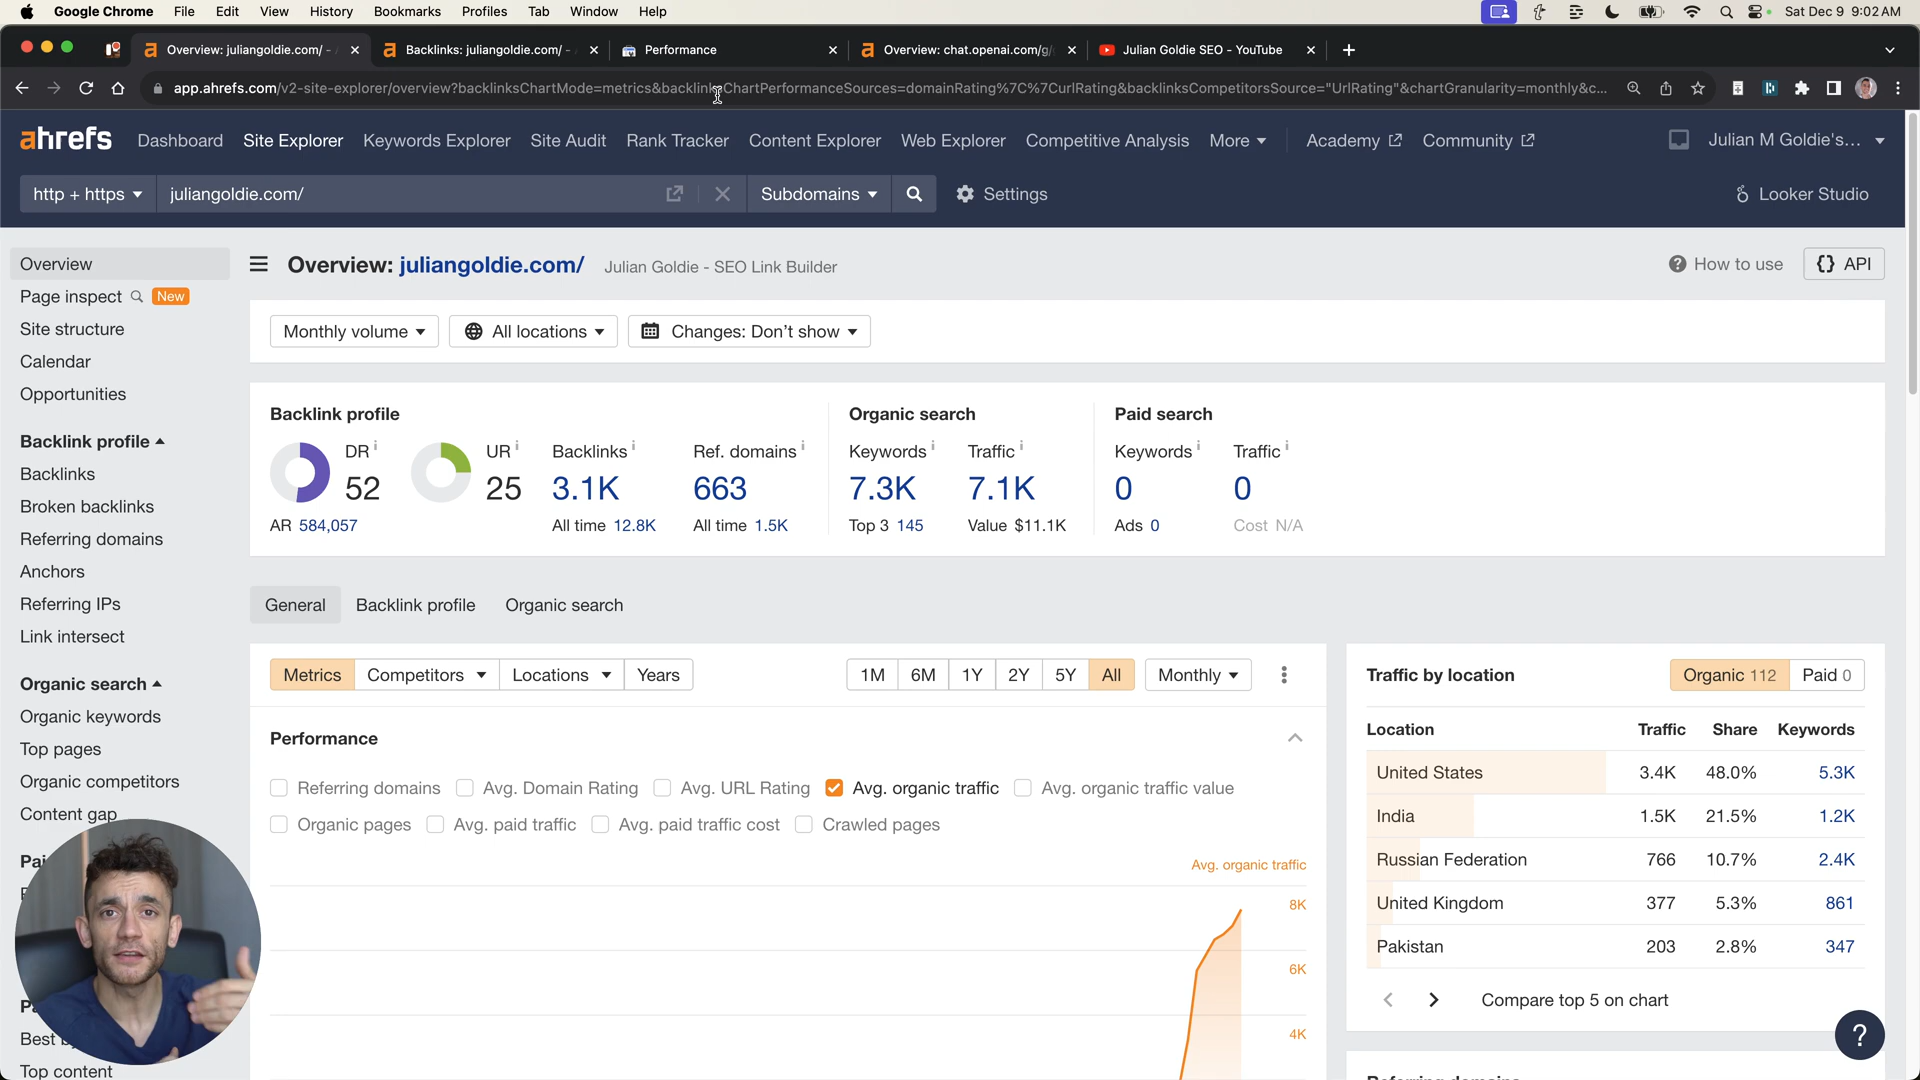 Google Chrome File Edit View History Bookmarks Profiles Tab Window Help Sat Dec 9 9:02 AM
Overview: juliangoldie.com/ - Backlinks: juliangoldie.com/ - Performance Overview: chat.openai.com/g/ Julian Goldie SEO - YouTube
app.ahrefs.com/v2-site-explorer/overview?backlinksChartMode=metrics&backlinksChartPerformanceSources=domainRating%7C%7CurlRating&backlinksCompetitorsSource="UrlRating"&chartGranularity=monthly&c...
ahrefs Dashboard Site Explorer Keywords Explorer Site Audit Rank Tracker Content Explorer Web Explorer Competitive Analysis More Academy Community Julian M Goldie's...
http + https juliangoldie.com/ Subdomains Settings Looker Studio
Overview
Page inspect New
Site structure
Calendar
Opportunities
Backlink profile
Backlinks
Broken backlinks
Referring domains
Anchors
Referring IPs
Link intersect
Organic search
Organic keywords
Top pages
Organic competitors
Content gap
Best
Top content
Overview: juliangoldie.com/ Julian Goldie - SEO Link Builder How to use {} API
Monthly volume All locations Changes: Don't show
Backlink profile Organic search Paid search
DR UR Backlinks Ref. domains Keywords Traffic Keywords Traffic
52 25 3.1K 663 7.3K 7.1K 0 0
AR 584,057 All time 12.8K All time 1.5K Top 3 145 Value $11.1K Ads 0 Cost N/A
General Backlink profile Organic search
Metrics Competitors Locations Years 1M 6M 1Y 2Y 5Y All Monthly
Performance
Referring domains Avg. Domain Rating Avg. URL Rating Avg. organic traffic Avg. organic traffic value
Organic pages Avg. paid traffic Avg. paid traffic cost Crawled pages
Avg. organic traffic
8K
6K
4K
Traffic by location Organic 112 Paid 0
Location Traffic Share Keywords
United States 3.4K 48.0% 5.3K
India 1.5K 21.5% 1.2K
Russian Federation 766 10.7% 2.4K
United Kingdom 377 5.3% 861
Pakistan 203 2.8% 347
Compare top 5 on chart
?